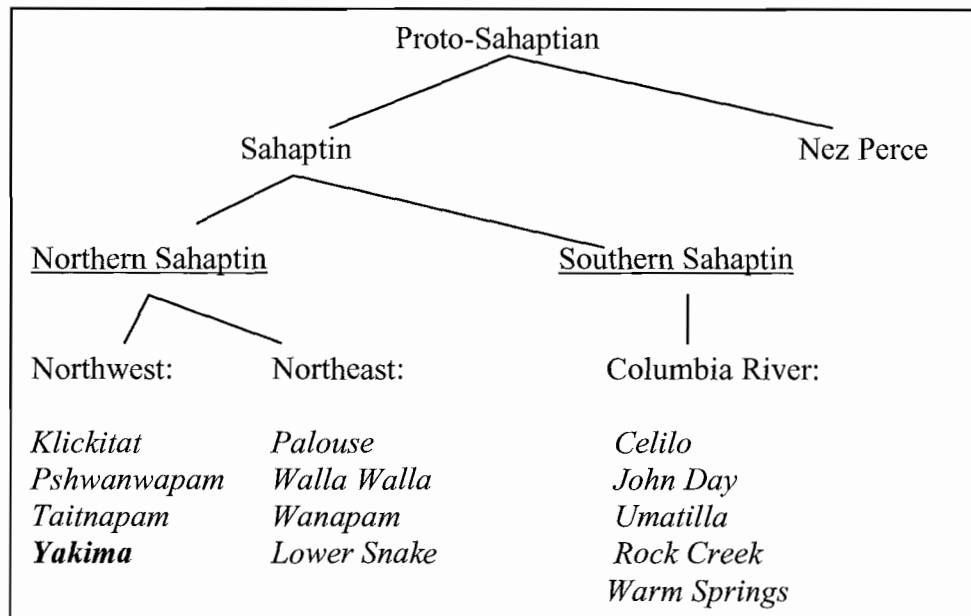 Proto-Sahaptian
Sahaptin Nez Perce
Northern Sahaptin Southern Sahaptin
Northwest: Northeast: Columbia River:
Klickitat Palouse Celilo
Pshwanwapam Walla Walla John Day
Taitnapam Wanapam Umatilla
Yakima Lower Snake Rock Creek
Warm Springs